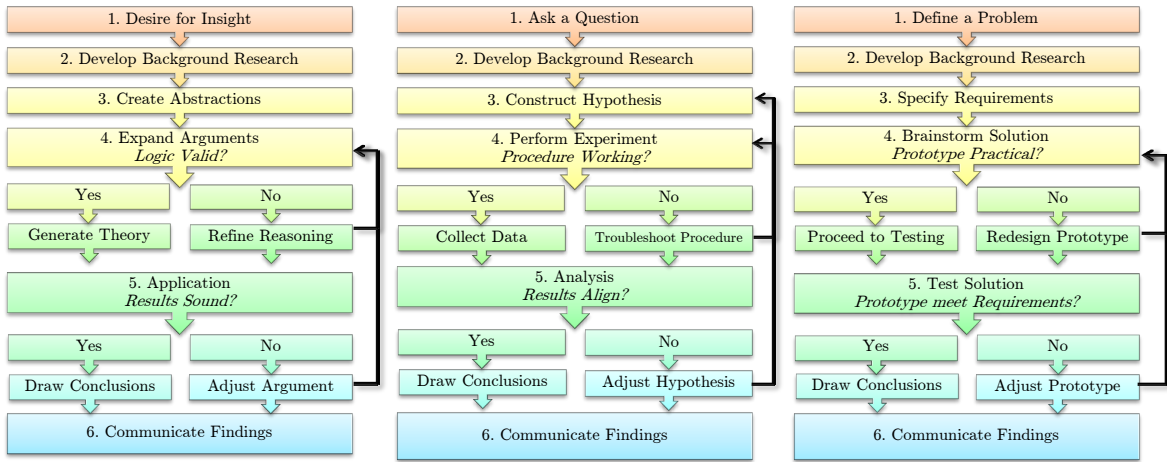 1. Desire for Insight
2. Develop Background Research
3. Create Abstractions
4. Expand Arguments
Logic Valid?
Yes
No
Generate Theory
Refine Reasoning
5. Application
Results Sound?
Yes
No
Draw Conclusions
Adjust Argument
6. Communicate Findings
1. Ask a Question
2. Develop Background Research
3. Construct Hypothesis
4. Perform Experiment
Procedure Working?
Yes
No
Collect Data
Troubleshoot Procedure
5. Analysis
Results Align?
Yes
No
Draw Conclusions
Adjust Hypothesis
6. Communicate Findings
1. Define a Problem
2. Develop Background Research
3. Specify Requirements
4. Brainstorm Solution
Prototype Practical?
Yes
No
Proceed to Testing
Redesign Prototype
5. Test Solution
Prototype meet Requirements?
Yes
No
Draw Conclusions
Adjust Prototype
6. Communicate Findings